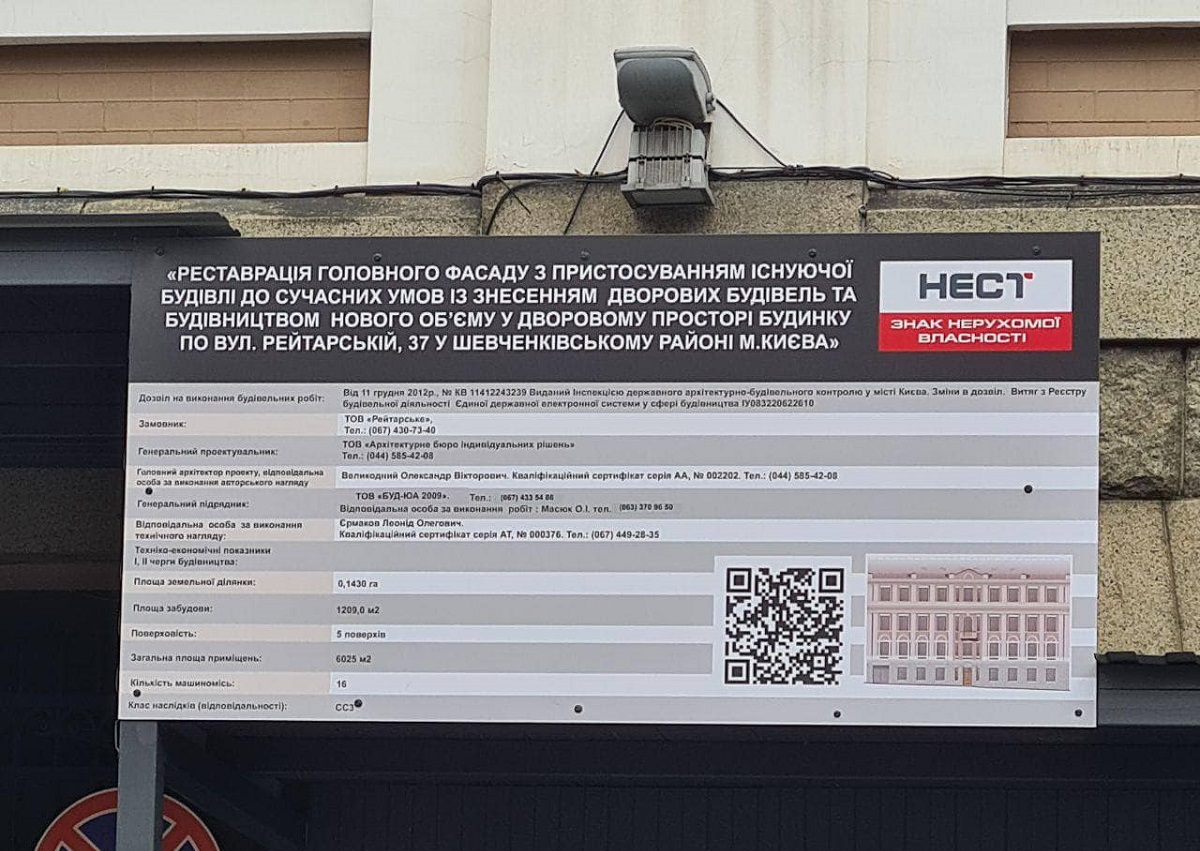 «РЕСТАВРАЦІЯ ГОЛОВНОГО ФАСАДУ З ПРИСТОСУВАННЯМ ІСНУЮЧОЇ
БУДІВЛІ ДО СУЧАСНИХ УМОВ ІЗ ЗНЕСЕННЯМ ДВОРОВИХ БУДІВЕЛЬ ТА
БУДІВНИЦТВОМ НОВОГО ОБ'ЄМУ У ДВОРОВОМУ ПРОСТОРІ БУДИНКУ
ПО ВУЛ. РЕЙТАРСЬКІЙ, 37 У ШЕВЧЕНКІВСЬКОМУ РАЙОНІ М.КИЄВА»
НЕСТ
ЗНАК НЕРУХОМОЇ
ВЛАСНОСТІ
Дозвіл на виконання будівельних робіт:
Від 11 грудня 2012р., № КВ 11412243239 Виданий Інспекцією державного архітектурно-будівельного контролю у місті Києва. Зміни в дозвіл. Витяг з Реєстру
будівельної діяльності Єдиної державної електронної системи у сфері будівництва ІУ083220622610
Замовник:
ТОВ «Рейтарське»,
Тел.: (067) 430-73-40
Генеральний проектувальник:
ТОВ «Архітектурне бюро індивідуальних рішень»
Тел.: (044) 585-42-08
Головний архітектор проекту, відповідальна
особа за виконання авторського нагляду
Великодний Олександр Вікторович. Кваліфікаційний сертифікат серія АА, № 002202. Тел.: (044) 585-42-08
Генеральний підрядник:
ТОВ «БУД-ЮА 2009». Тел.: (067) 433 54 86
Відповідальна особа за виконання робіт : Масюк О.І. тел. (063) 370 96 50
Відповідальна особа за виконання
технічного нагляду:
Єрмаков Леонід Олегович.
Кваліфікаційний сертифікат серія АТ, № 000376. Тел.: (067) 449-28-35
Техніко-економічні показники
І, ІІ черги будівництва:
Площа земельної ділянки:
0,1430 га
Площа забудови:
1209,0 м2
Поверховість:
5 поверхів
Загальна площа приміщень:
6025 м2
Кількість машиномісь:
16
Клас наслідків (відповідальності):
СС3